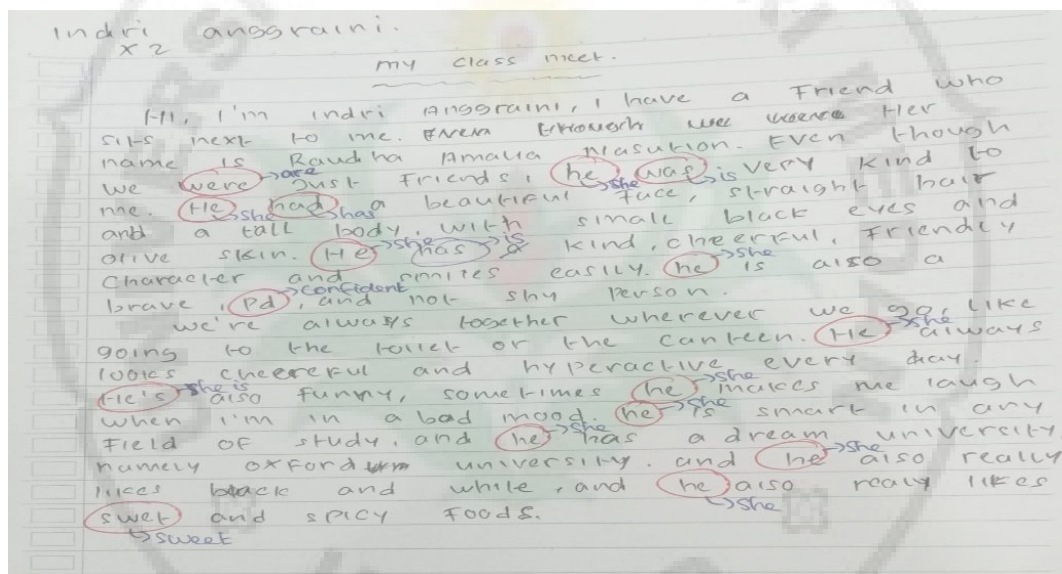 Indri anggraini.
X2
my class meet.
Hi, I'm Indri Anggraini, I have a Friend who
sits next to me. Even though we were Her
name is Raudiha Amalia Nasution. Even though
we were just friends, he was very kind to
→are →she →is
me. He had a beautiful face, straight hair
→she →has
and a tall body, with small black eyes and
olive skin. He has a kind, cheerful, friendly
→she →is
character and smiles easily. he is also a
→she
brave, Pd, and not shy person.
→confident
we're always together wherever we go, like
going to the toilet or the canteen. He always
→she
looks cheereful and hyperactive every day.
He's also funny, sometimes he makes me laugh
→she is →she
when I'm in a bad mood. he is smart in any
→she
field of study, and he has a dream university
→she
namely oxford university. and he also really
→she
likes black and while, and he also realy likes
→she
swet and spicy foods.
→sweet